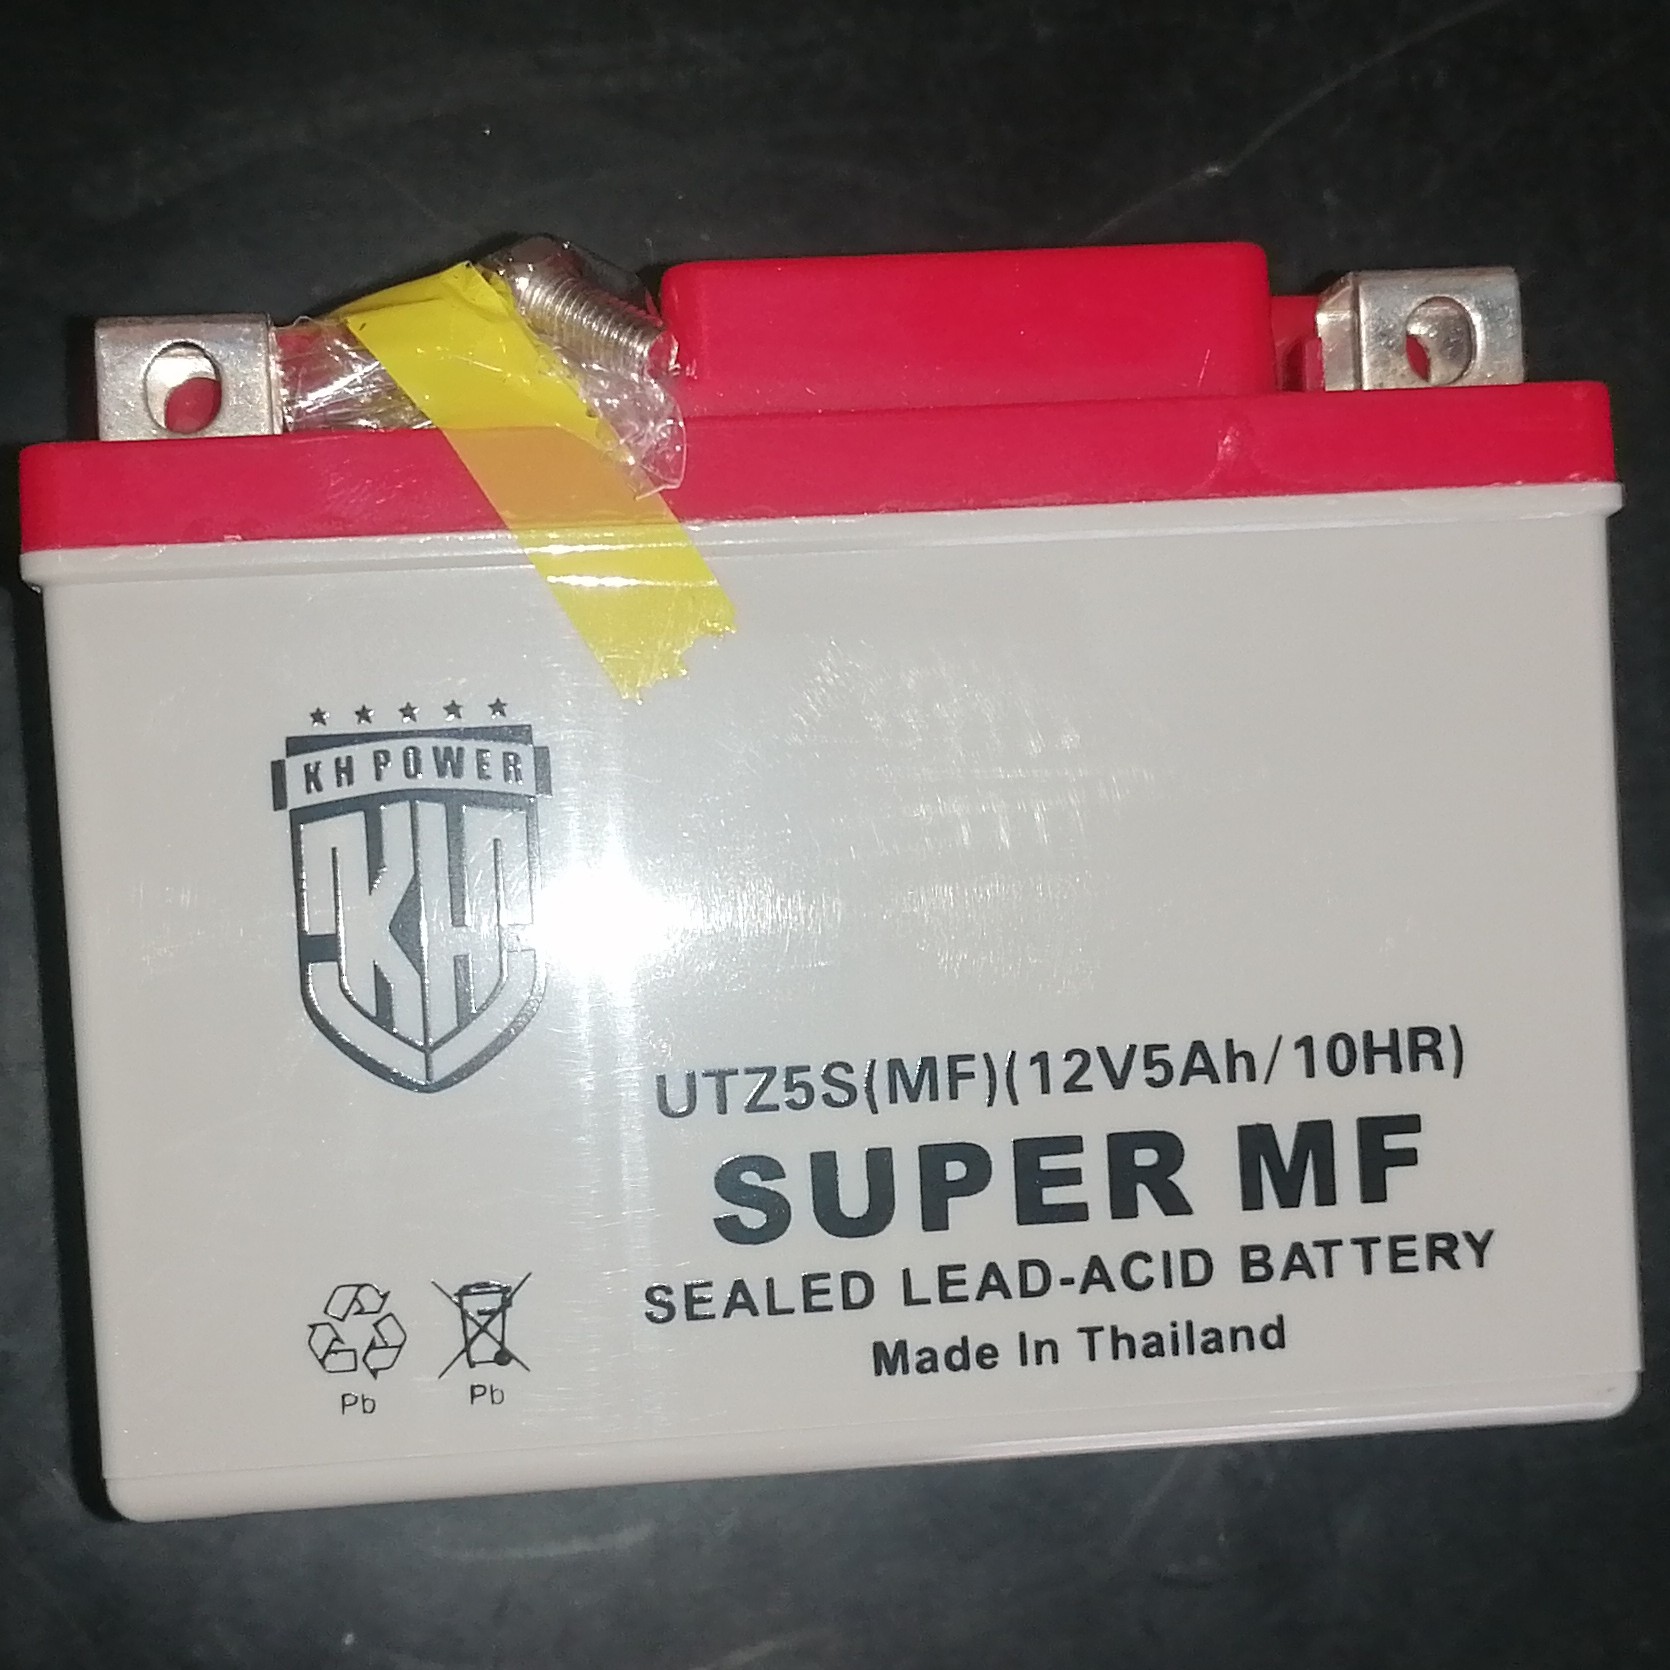 KH POWER
KH
UTZ5S(MF)(12V5Ah/10HR)
SUPER MF
SEALED LEAD-ACID BATTERY
Made In Thailand
Pb
Pb